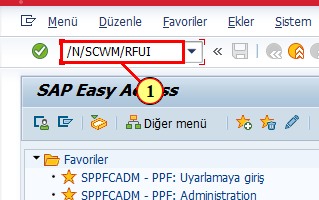 Menü Düzenle Favoriler Ekler Sistem
/N/SCWM/RFUI
1
SAP Easy Access
Diğer menü
Favoriler
SPPFCADM - PPF: Uyarlamaya giriş
SPPFCADM - PPF: Administration